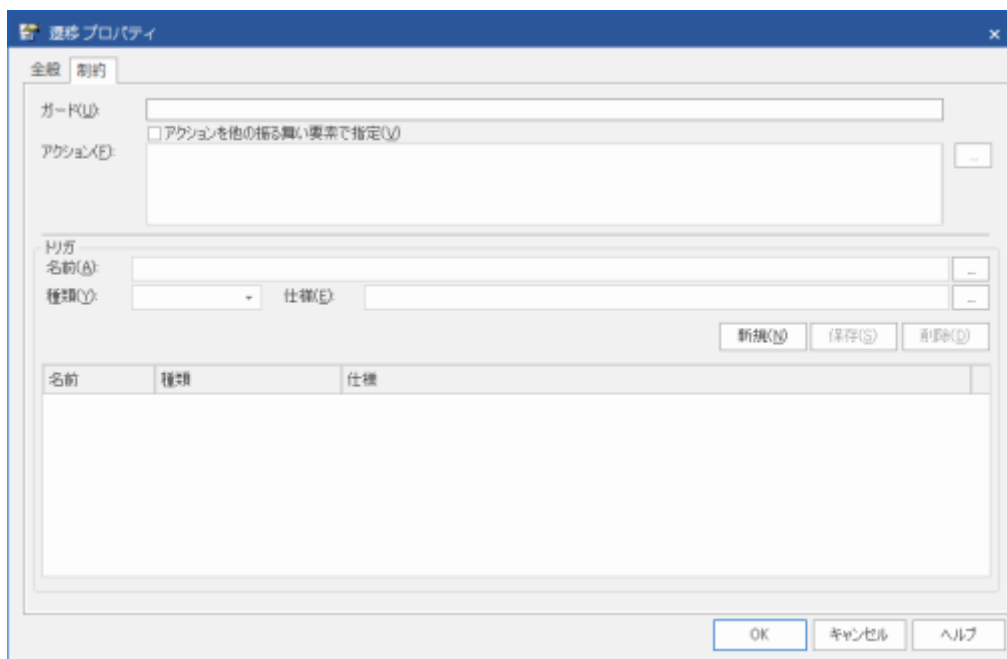 遷移 プロパティ
全般 制約
ガード(U):
アクションを他の振る舞い要素で指定(V)
アクション(F):
...
トリガ
名前(A):
...
種類(Y): 仕様(E):
...
新規(N) 保存(S) 削除(D)
名前 種類 仕様
OK キャンセル ヘルプ